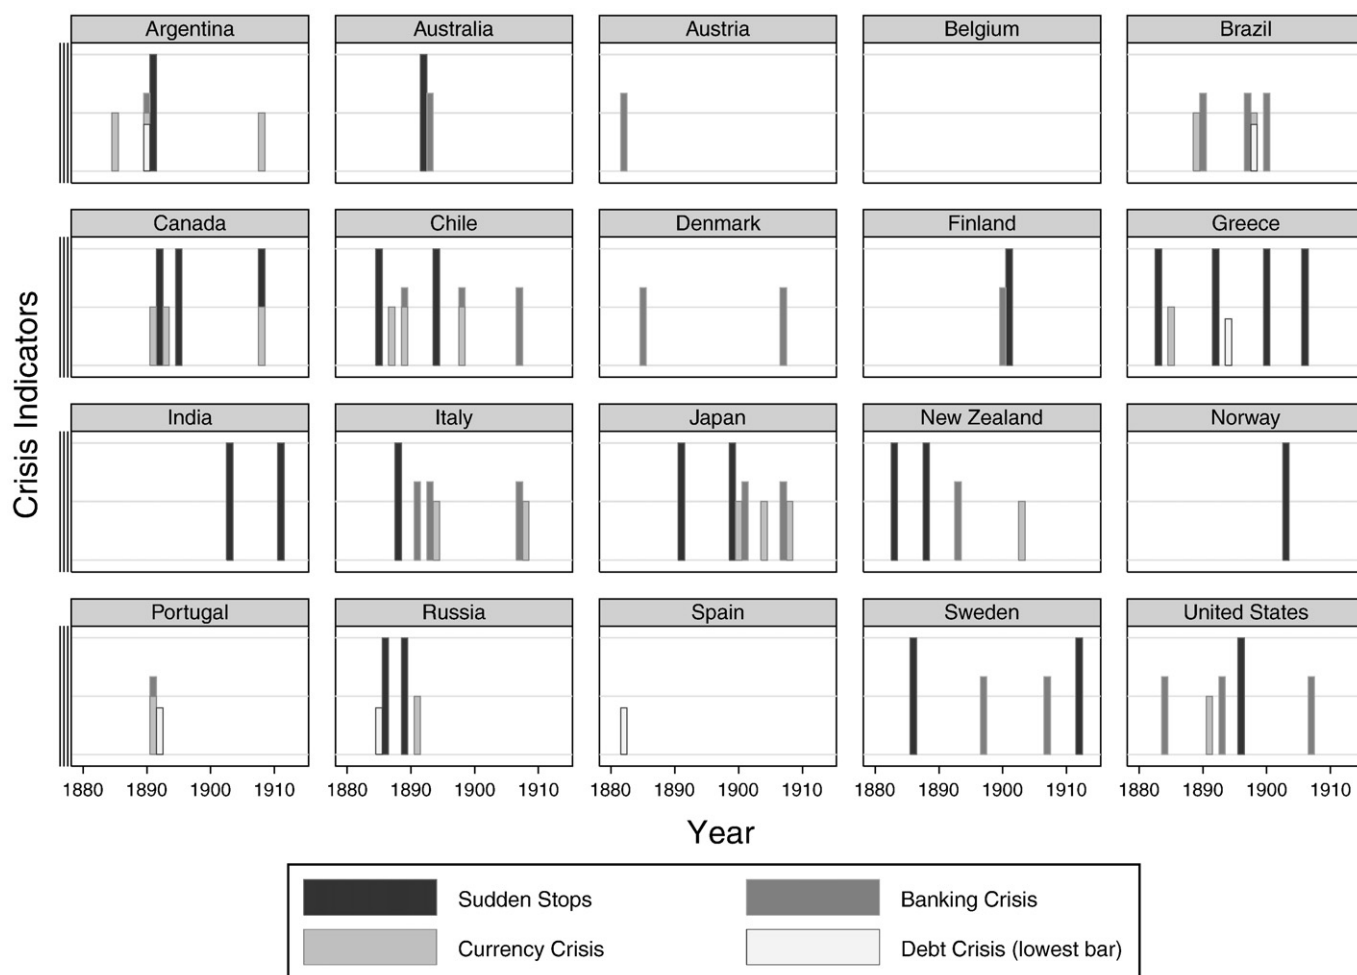 Argentina Australia Austria Belgium Brazil
Canada Chile Denmark Finland Greece
India Italy Japan New Zealand Norway
Portugal Russia Spain Sweden United States
Crisis Indicators
1880 1890 1900 1910 1880 1890 1900 1910 1880 1890 1900 1910 1880 1890 1900 1910 1880 1890 1900 1910
Year
Sudden Stops Banking Crisis
Currency Crisis Debt Crisis (lowest bar)